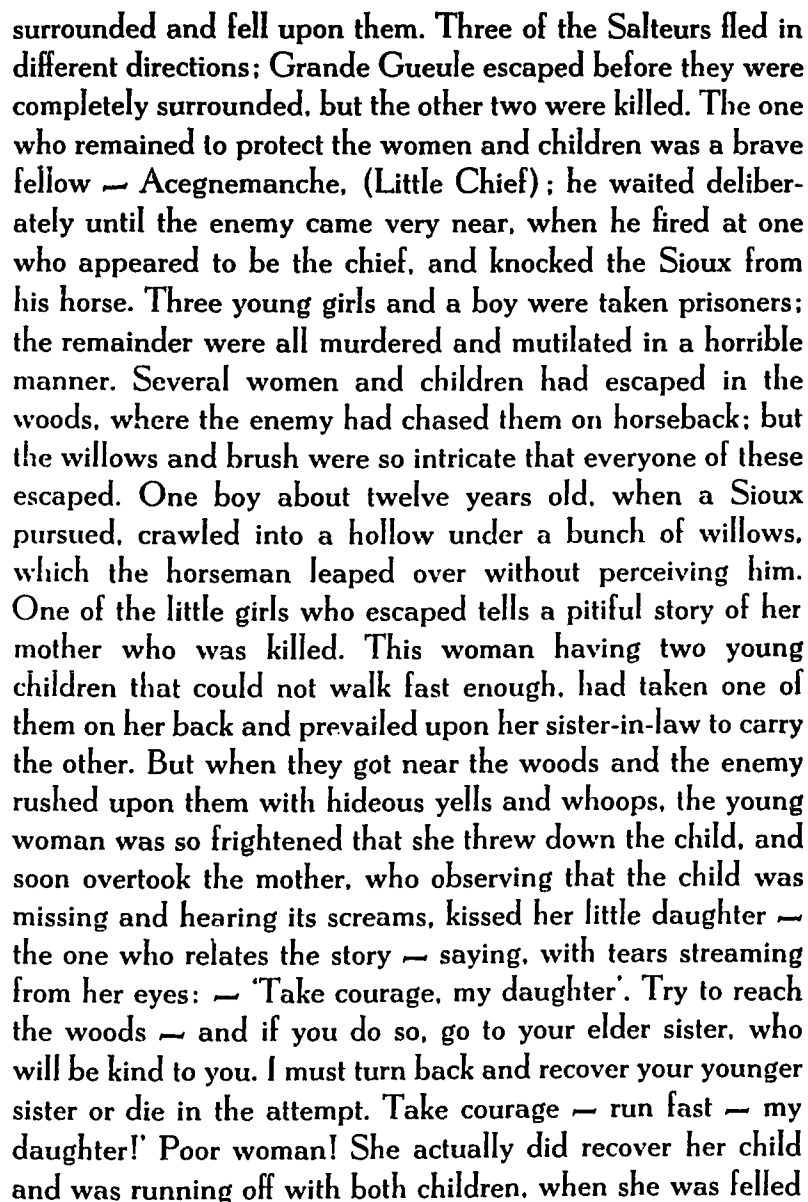 surrounded and fell upon them. Three of the Salteurs fled in
different directions; Grande Gueule escaped before they were
completely surrounded, but the other two were killed. The one
who remained to protect the women and children was a brave
fellow — Acegnemanche, (Little Chief); he waited deliber-
ately until the enemy came very near, when he fired at one
who appeared to be the chief, and knocked the Sioux from
his horse. Three young girls and a boy were taken prisoners;
the remainder were all murdered and mutilated in a horrible
manner. Several women and children had escaped in the
woods, where the enemy had chased them on horseback; but
the willows and brush were so intricate that everyone of these
escaped. One boy about twelve years old, when a Sioux
pursued, crawled into a hollow under a bunch of willows,
which the horseman leaped over without perceiving him.
One of the little girls who escaped tells a pitiful story of her
mother who was killed. This woman having two young
children that could not walk fast enough, had taken one of
them on her back and prevailed upon her sister-in-law to carry
the other. But when they got near the woods and the enemy
rushed upon them with hideous yells and whoops, the young
woman was so frightened that she threw down the child, and
soon overtook the mother, who observing that the child was
missing and hearing its screams, kissed her little daughter —
the one who relates the story — saying, with tears streaming
from her eyes: — 'Take courage, my daughter'. Try to reach
the woods — and if you do so, go to your elder sister, who
will be kind to you. I must turn back and recover your younger
sister or die in the attempt. Take courage — run fast — my
daughter!' Poor woman! She actually did recover her child
and was running off with both children, when she was felled